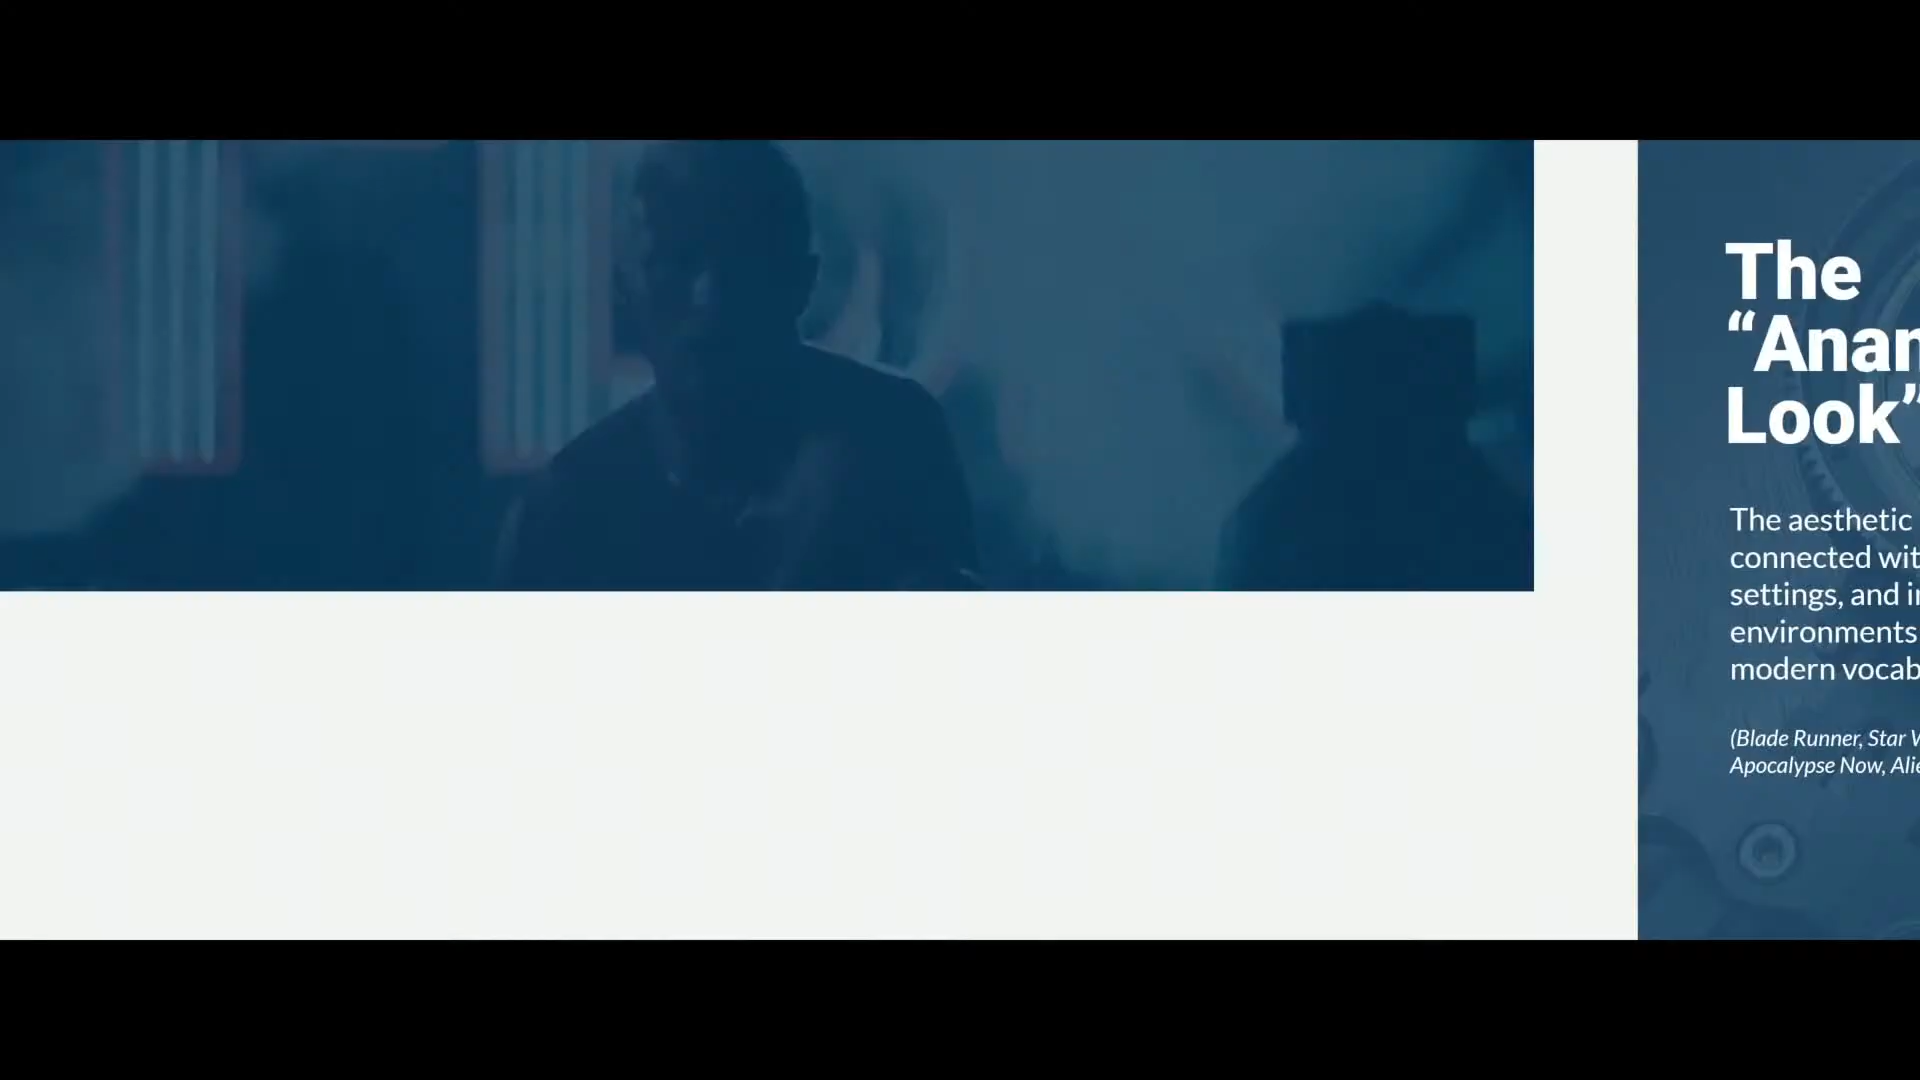 The
“Anan
Look”
The aesthetic
connected wit
settings, and i
environments
modern vocab
(Blade Runner, Star
Apocalypse Now, Alie